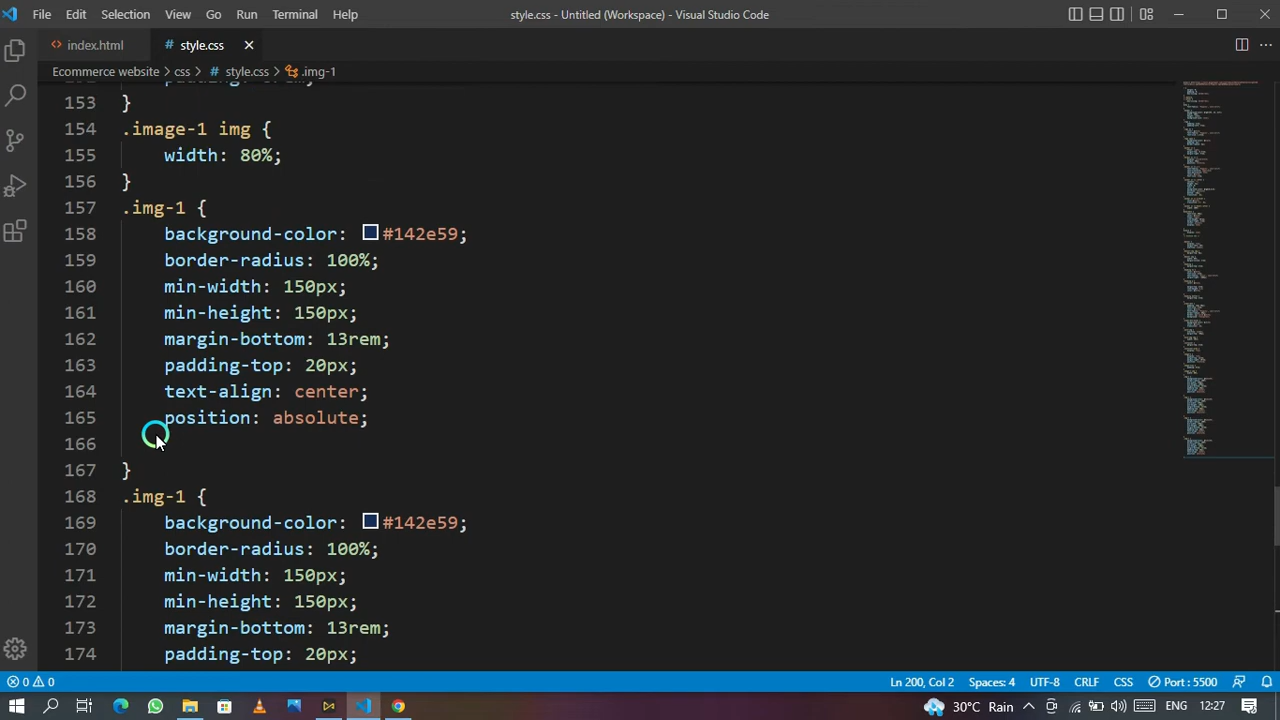 File Edit Selection View Go Run Terminal Help style.css - Untitled (Workspace) - Visual Studio Code
index.html # style.css
Ecommerce website > css > # style.css > .img-1
153 }
154 .image-1 img {
155 width: 80%;
156 }
157 .img-1 {
158 background-color: #142e59;
159 border-radius: 100%;
160 min-width: 150px;
161 min-height: 150px;
162 margin-bottom: 13rem;
163 padding-top: 20px;
164 text-align: center;
165 position: absolute;
166
167 }
168 .img-1 {
169 background-color: #142e59;
170 border-radius: 100%;
171 min-width: 150px;
172 min-height: 150px;
173 margin-bottom: 13rem;
174 padding-top: 20px;
0 0 Ln 200, Col 2 Spaces: 4 UTF-8 CRLF CSS Port : 5500
30°C Rain ENG 12:27